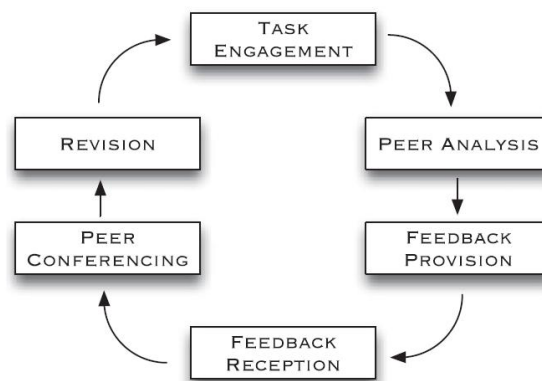 TASK
ENGAGEMENT
PEER ANALYSIS
FEEDBACK
PROVISION
FEEDBACK
RECEPTION
PEER
CONFERENCING
REVISION